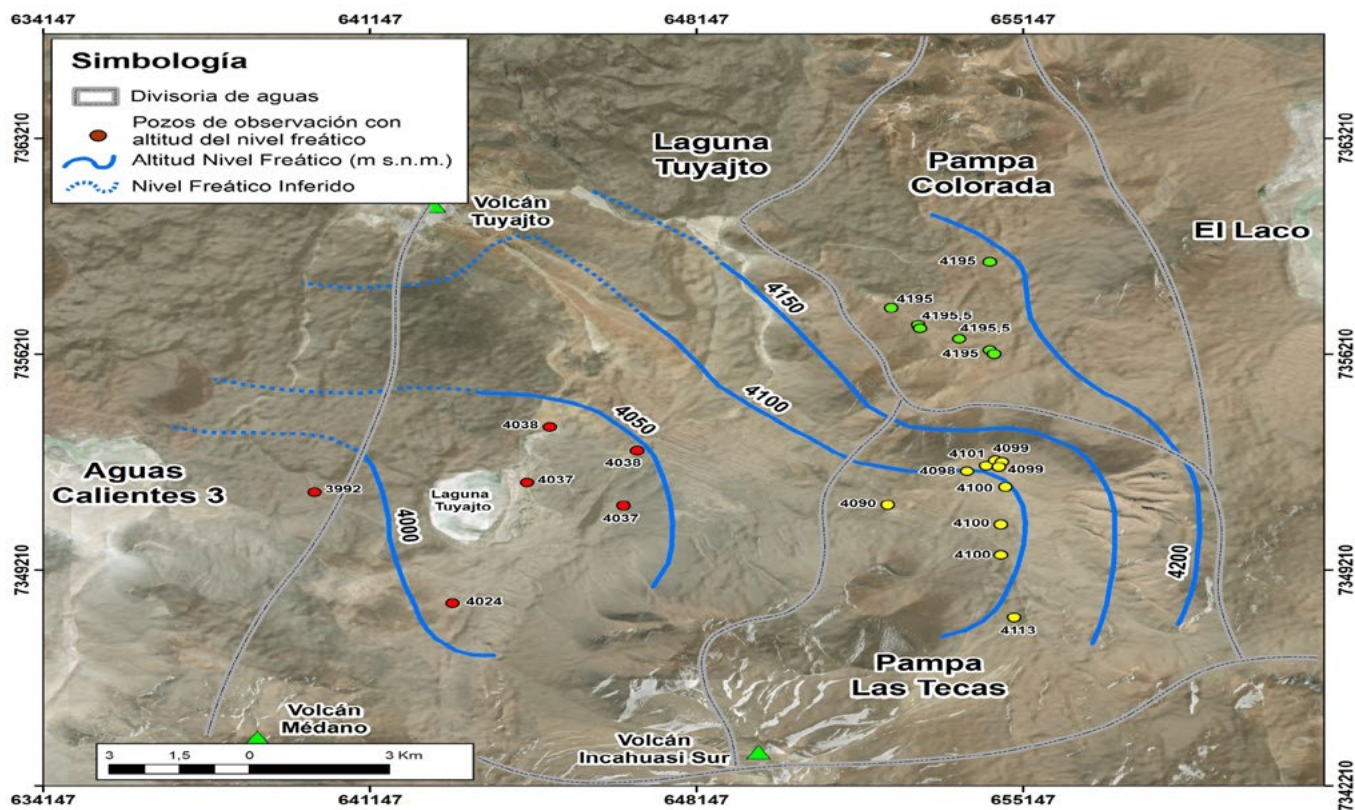 634147
641147
648147
655147
Simbología
Divisoria de aguas
Pozos de observación con
altitud del nivel freático
Altitud Nivel Freático (m s.n.m.)
Nivel Freático Inferido
7363210
7363210
Laguna
Tuyajto
Pampa
Colorada
Volcán
Tuyajto
El Laco
4195
4150
4195
4195,5
4195,5
4195
7356210
7356210
4100
4050
4038
4038
4101
4099
4098
4099
Aguas
Calientes 3
3992
4037
Laguna
Tuyajto
4037
4090
4100
4000
4100
4100
4200
7349210
7349210
4024
4113
Pampa
Las Tecas
Volcán
Médano
Volcán
Incahuasi Sur
3
1,5
0
3 Km
7342210
7342210
634147
641147
648147
655147